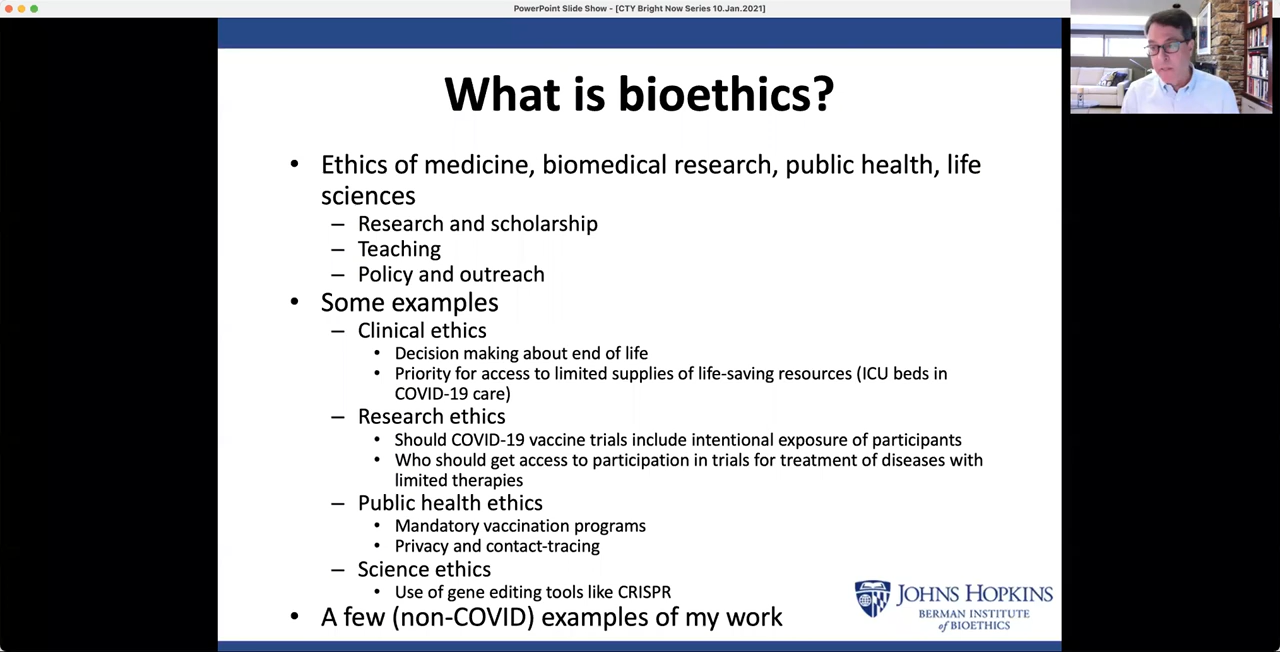 PowerPoint Slide Show - [CTY Bright Now Series 10.Jan.2021]
What is bioethics?
• Ethics of medicine, biomedical research, public health, life
sciences
– Research and scholarship
– Teaching
– Policy and outreach
• Some examples
– Clinical ethics
• Decision making about end of life
• Priority for access to limited supplies of life-saving resources (ICU beds in
COVID-19 care)
– Research ethics
• Should COVID-19 vaccine trials include intentional exposure of participants
• Who should get access to participation in trials for treatment of diseases with
limited therapies
– Public health ethics
• Mandatory vaccination programs
• Privacy and contact-tracing
– Science ethics
• Use of gene editing tools like CRISPR
• A few (non-COVID) examples of my work
JOHNS HOPKINS
BERMAN INSTITUTE
of BIOETHICS